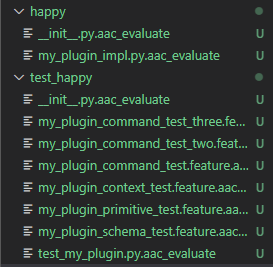 happy
__init__.py.aac_evaluate U
my_plugin_impl.py.aac_evaluate U
test_happy
__init__.py.aac_evaluate U
my_plugin_command_test_three.fe... U
my_plugin_command_test_two.feat... U
my_plugin_command_test.feature.a... U
my_plugin_context_test.feature.aac... U
my_plugin_primitive_test.feature.aa... U
my_plugin_schema_test.feature.aac... U
test_my_plugin.py.aac_evaluate U